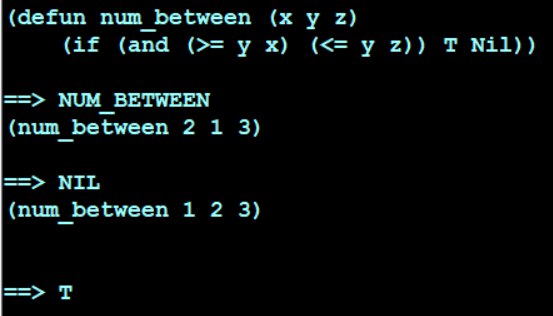 (defun num_between (x y z)
(if (and (>= y x) (<= y z)) T Nil))
==> NUM_BETWEEN
(num_between 2 1 3)
==> NIL
(num_between 1 2 3)
==> T